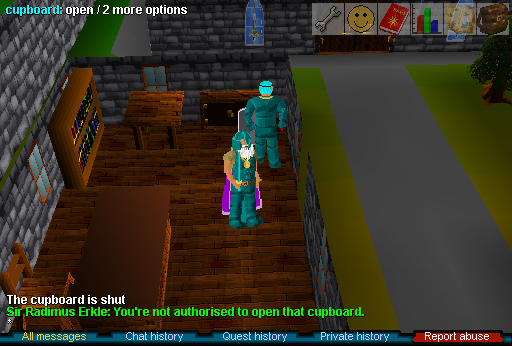 cupboard: open / 2 more options
The cupboard is shut
Sir Radimus Erkle: You're not authorised to open that cupboard.
*
All messages
Chat history
Quest history
Private history
Report abuse